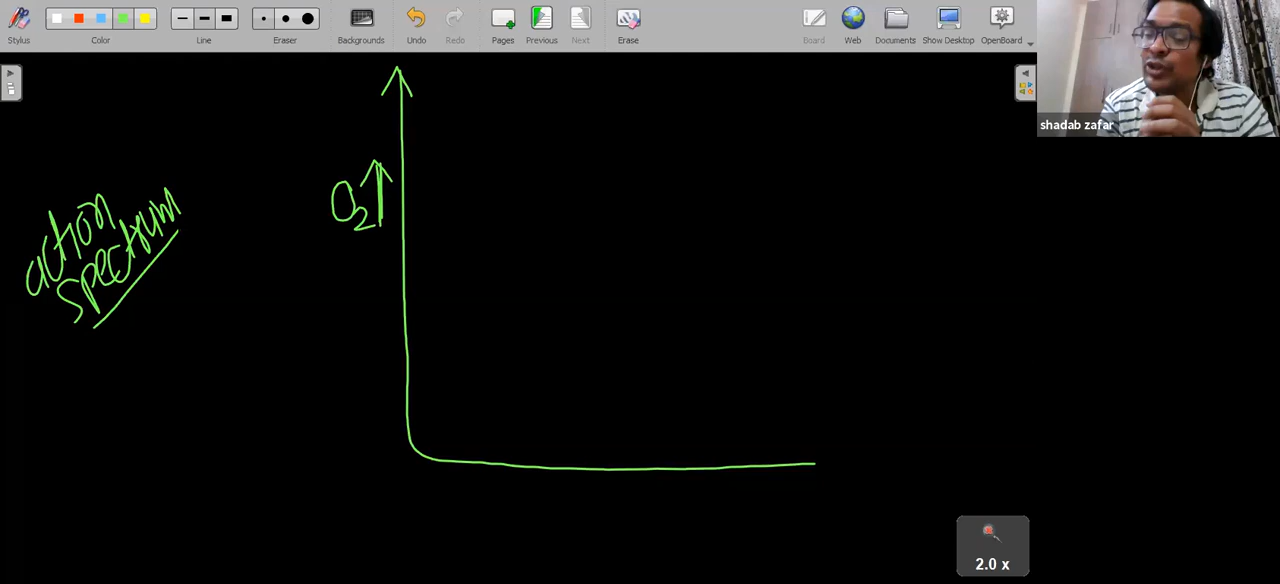 Stylus
Color
Line
Eraser
Backgrounds
Undo
Redo
Pages
Previous
Next
Erase
Board
Web
Documents
Show Desktop
OpenBoard
shadab zafar
O2
action
spectrum
2.0 x